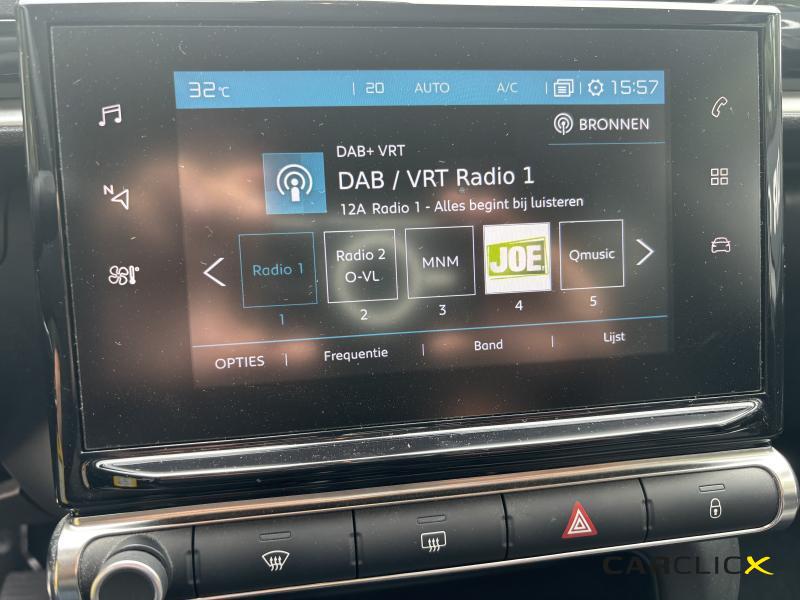 32°C | 20 AUTO A/C | | 15:57
BRONNEN
DAB+ VRT
DAB / VRT Radio 1
12A Radio 1 - Alles begint bij luisteren
Radio 1
Radio 2
O-VL
MNM
JOE
Qmusic
1 2 3 4 5
OPTIES | Frequentie | Band | Lijst
N
CARCLICX